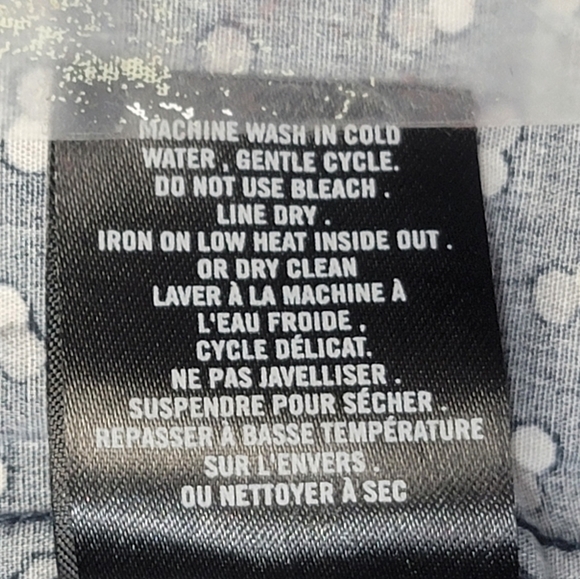 MACHINE WASH IN COLD
WATER , GENTLE CYCLE.
DO NOT USE BLEACH .
LINE DRY .
IRON ON LOW HEAT INSIDE OUT .
OR DRY CLEAN
LAVER À LA MACHINE À
L'EAU FROIDE ,
CYCLE DÉLICAT.
NE PAS JAVELLISER .
SUSPENDRE POUR SÉCHER .
REPASSER À BASSE TEMPÉRATURE
SUR L'ENVERS .
OU NETTOYER À SEC